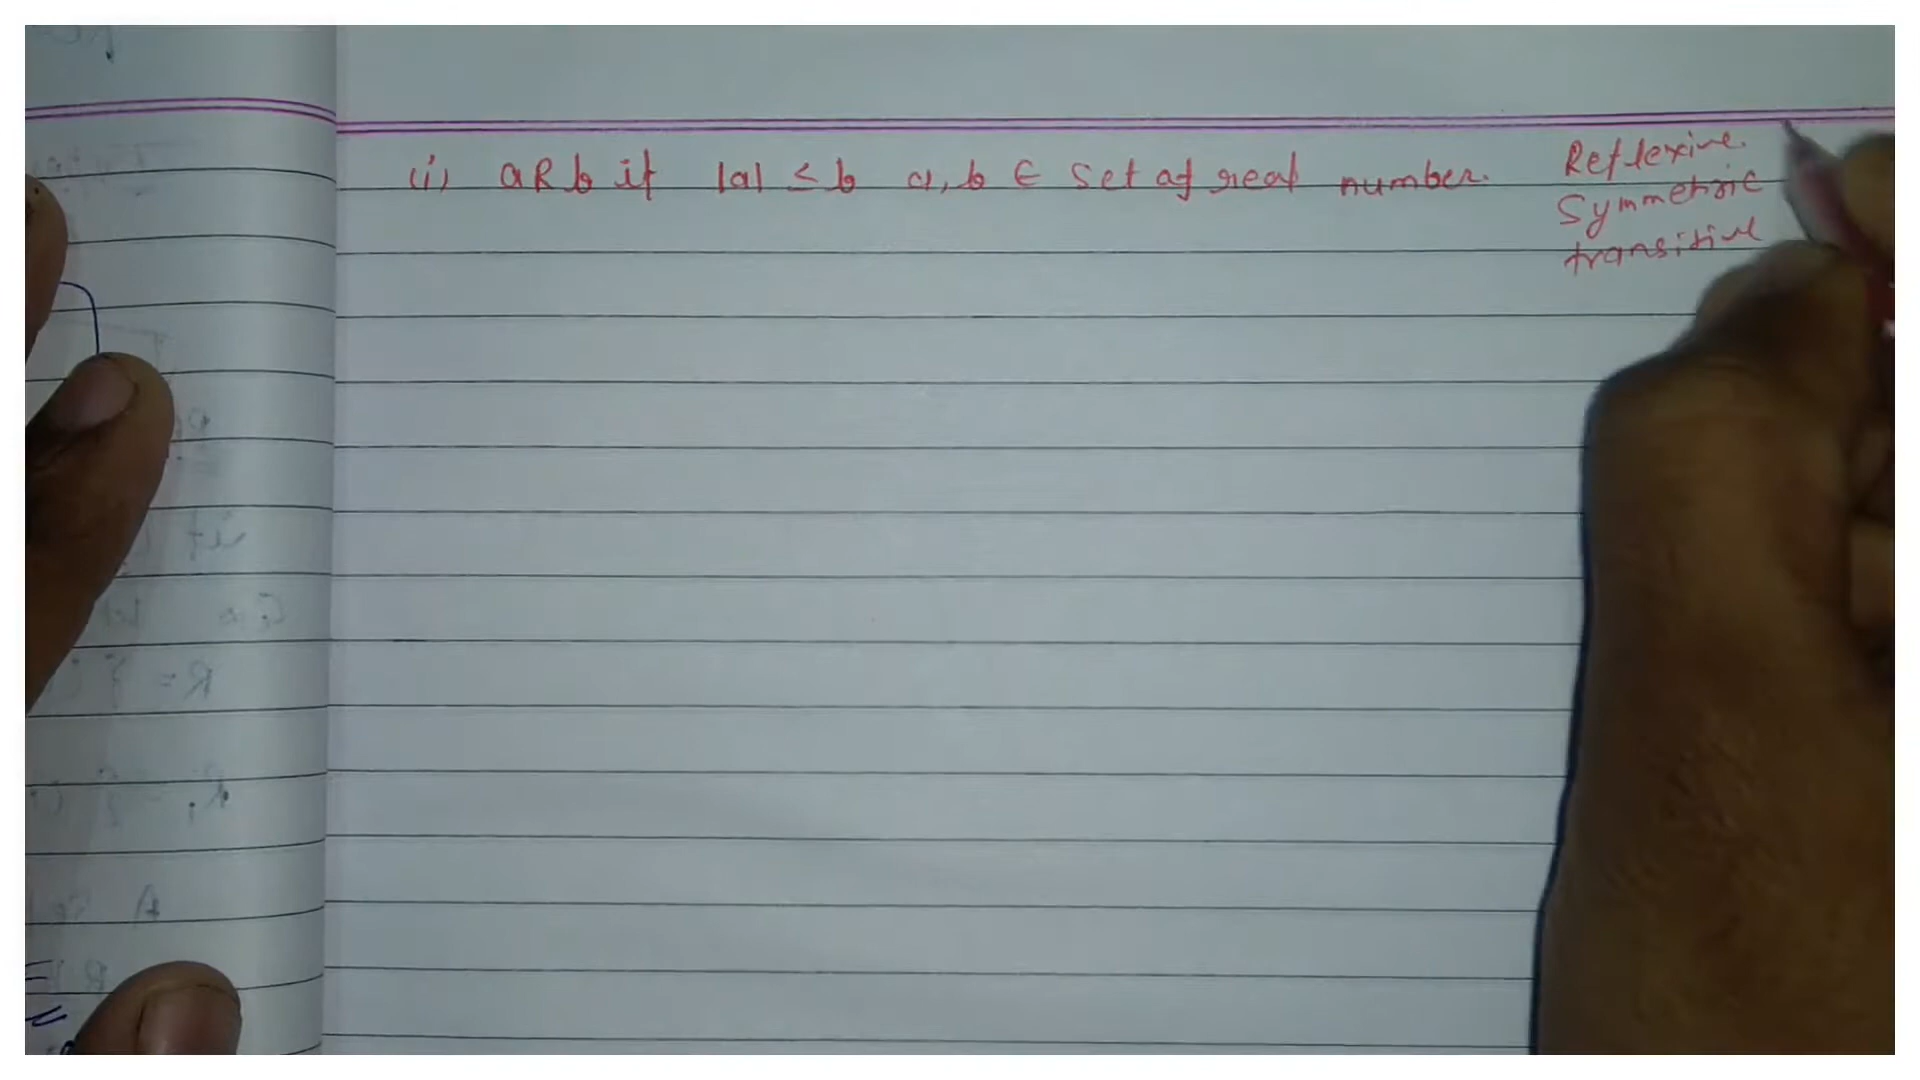 (i) aRb if |a| ≤ b a, b ∈ Set of real number.
Reflexive.
Symmetric
transitive
R = {